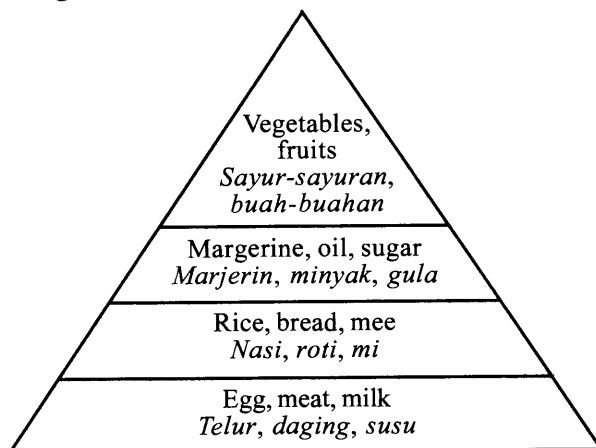 Vegetables,
fruits
Sayur-sayuran,
buah-buahan
Margerine, oil, sugar
Marjerin, minyak, gula
Rice, bread, mee
Nasi, roti, mi
Egg, meat, milk
Telur, daging, susu